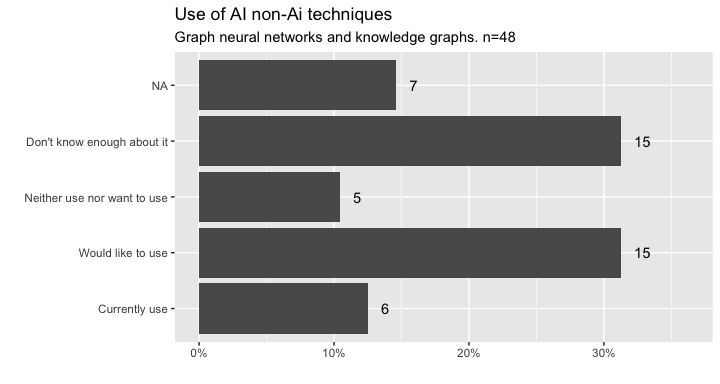 Use of AI non-Ai techniques
Graph neural networks and knowledge graphs. n=48
NA
7
Don't know enough about it
15
Neither use nor want to use
5
Would like to use
15
Currently use
6
0%
10%
20%
30%